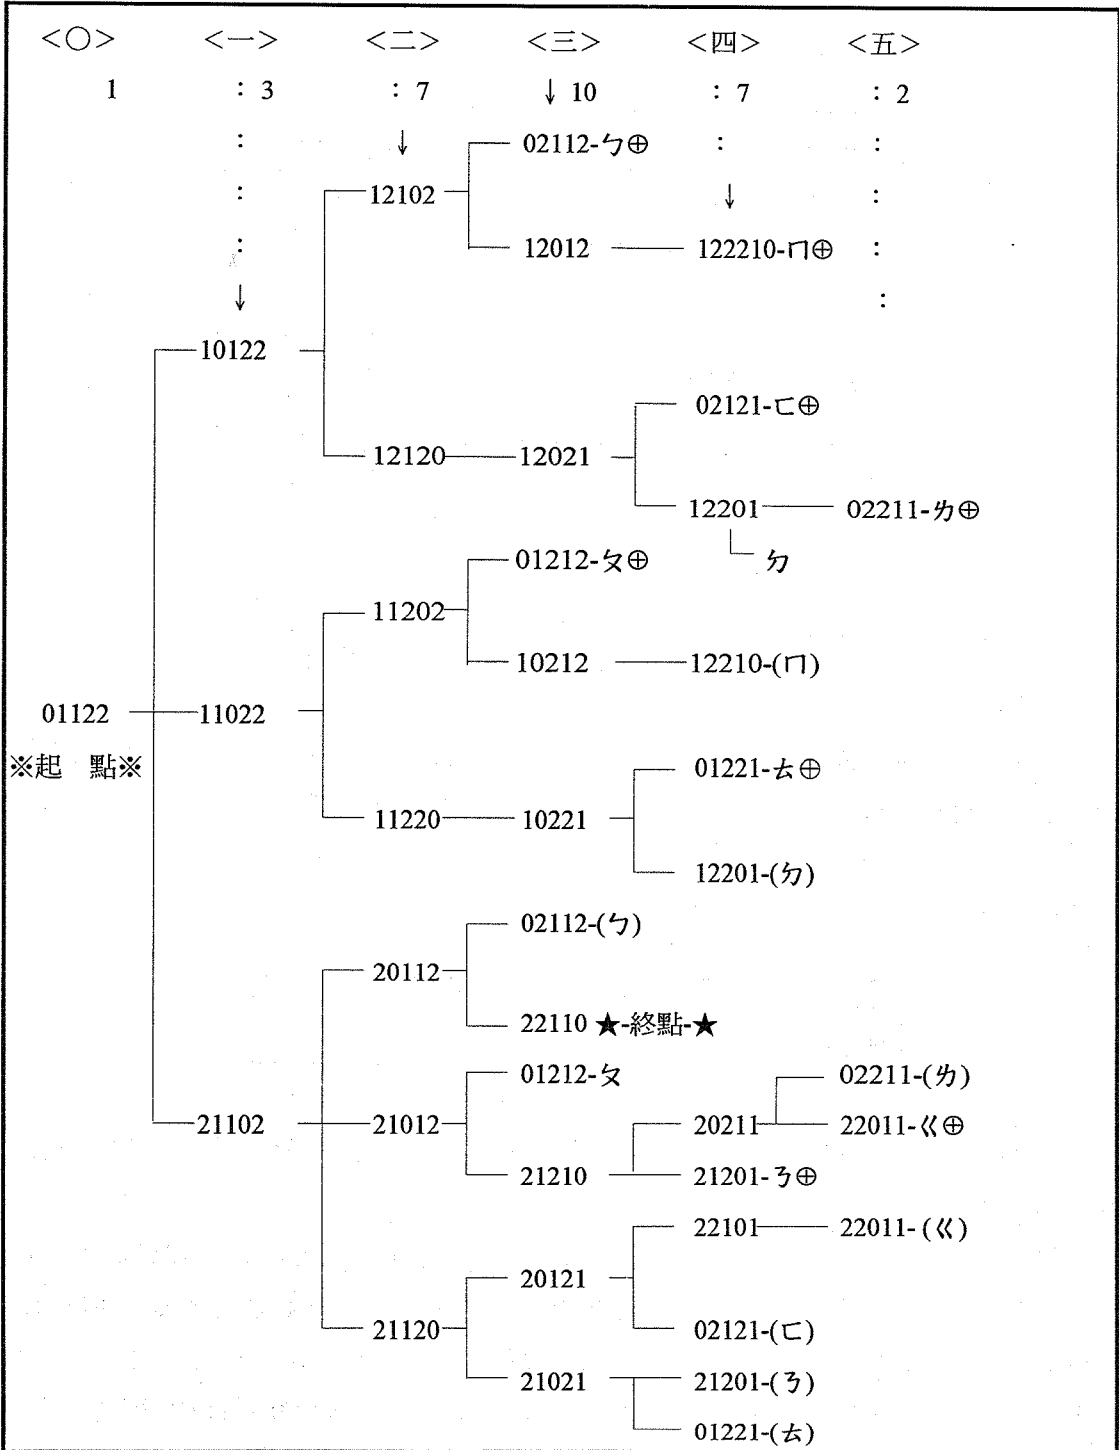 <○> <一> <二> <三> <四> <五>
1 : 3 : 7 ↓ 10 : 7 : 2
: ↓ 02112-ㄅ⊕ : :
: 12102 ↓ :
: 12012 122210-ㄇ⊕ :
↓ :
10122
02121-ㄈ⊕
12120 12021
12201 02211-ㄌ⊕
01212-ㄆ⊕ ㄉ
11202
10212 12210-(ㄇ)
01122 11022
※起 點※ 01221-ㄊ⊕
11220 10221
12201-(ㄉ)
02112-(ㄅ)
20112
22110 ★-終點-★
01212-ㄆ 02211-(ㄌ)
21102 21012 20211 22011-ㄍ⊕
21210 21201-ㄋ⊕
22101 22011- (ㄍ)
20121
21120 02121-(ㄈ)
21021 21201-(ㄋ)
01221-(ㄊ)